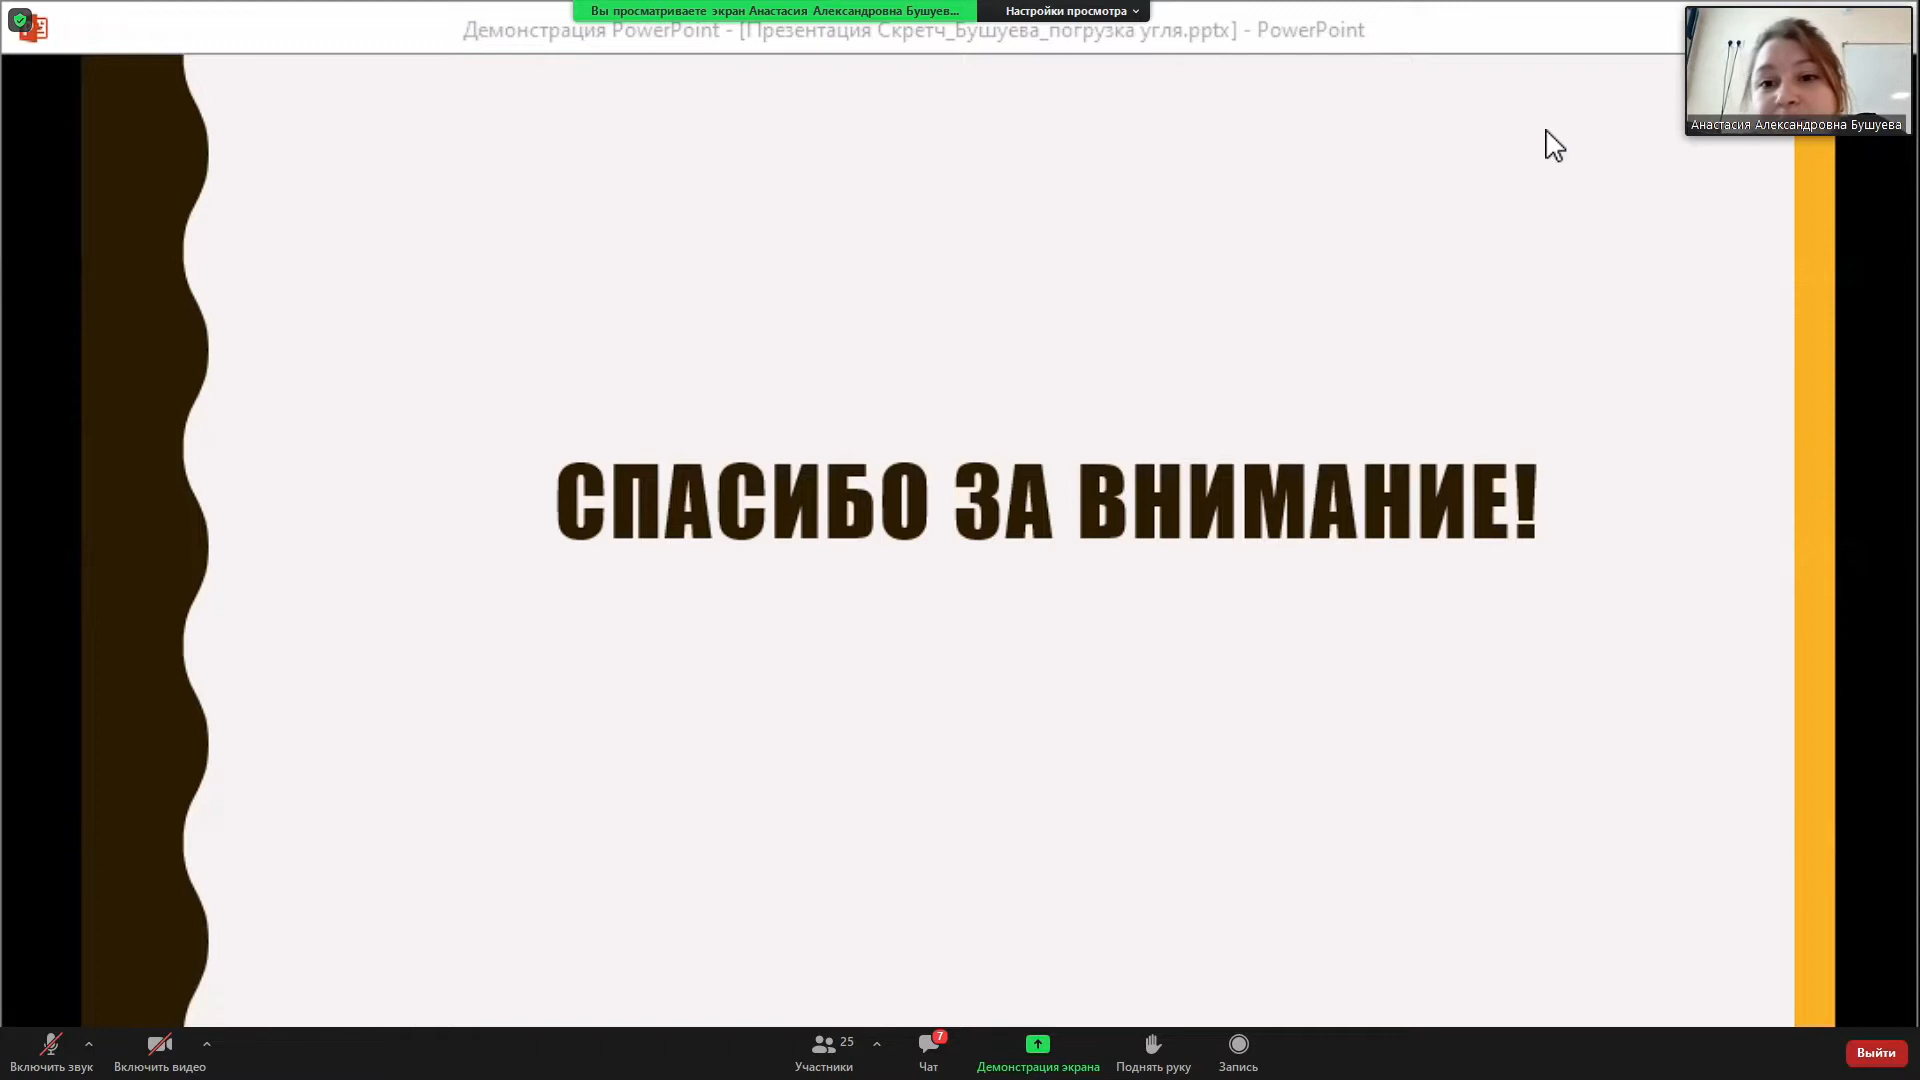 Вы просматриваете экран Анастасия Александровна Бушуев...
Настройки просмотра
Демонстрация PowerPoint - [Презентация Скретч_Бушуева_погрузка угля.pptx] - PowerPoint
Анастасия Александровна Бушуева
СПАСИБО ЗА ВНИМАНИЕ!
Включить звук
Включить видео
25
Участники
7
Чат
Демонстрация экрана
Поднять руку
Запись
Выйти